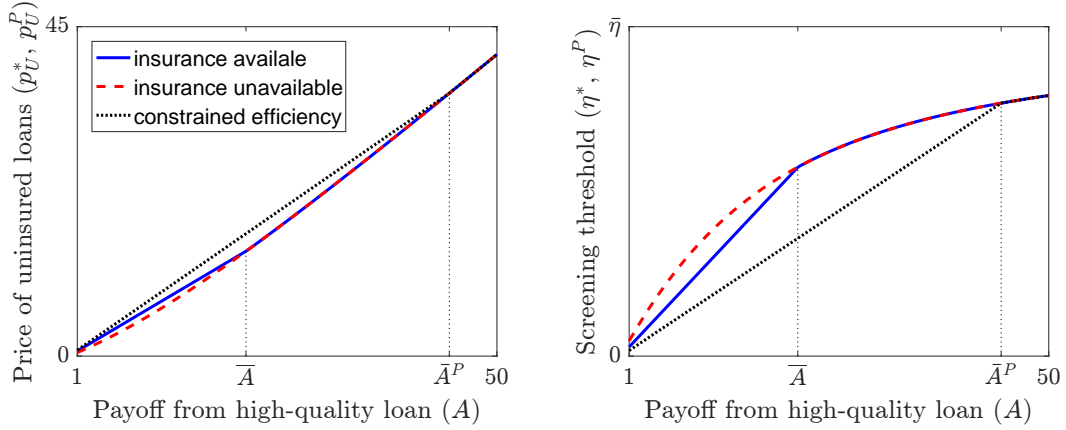 45
0
1
A̅
Ā^P
50
Price of uninsured loans (p*_U, p^P_U)
Payoff from high-quality loan (A)
insurance availale
insurance unavailable
constrained efficiency
η̄
0
1
A̅
Ā^P
50
Screening threshold (η*, η^P)
Payoff from high-quality loan (A)